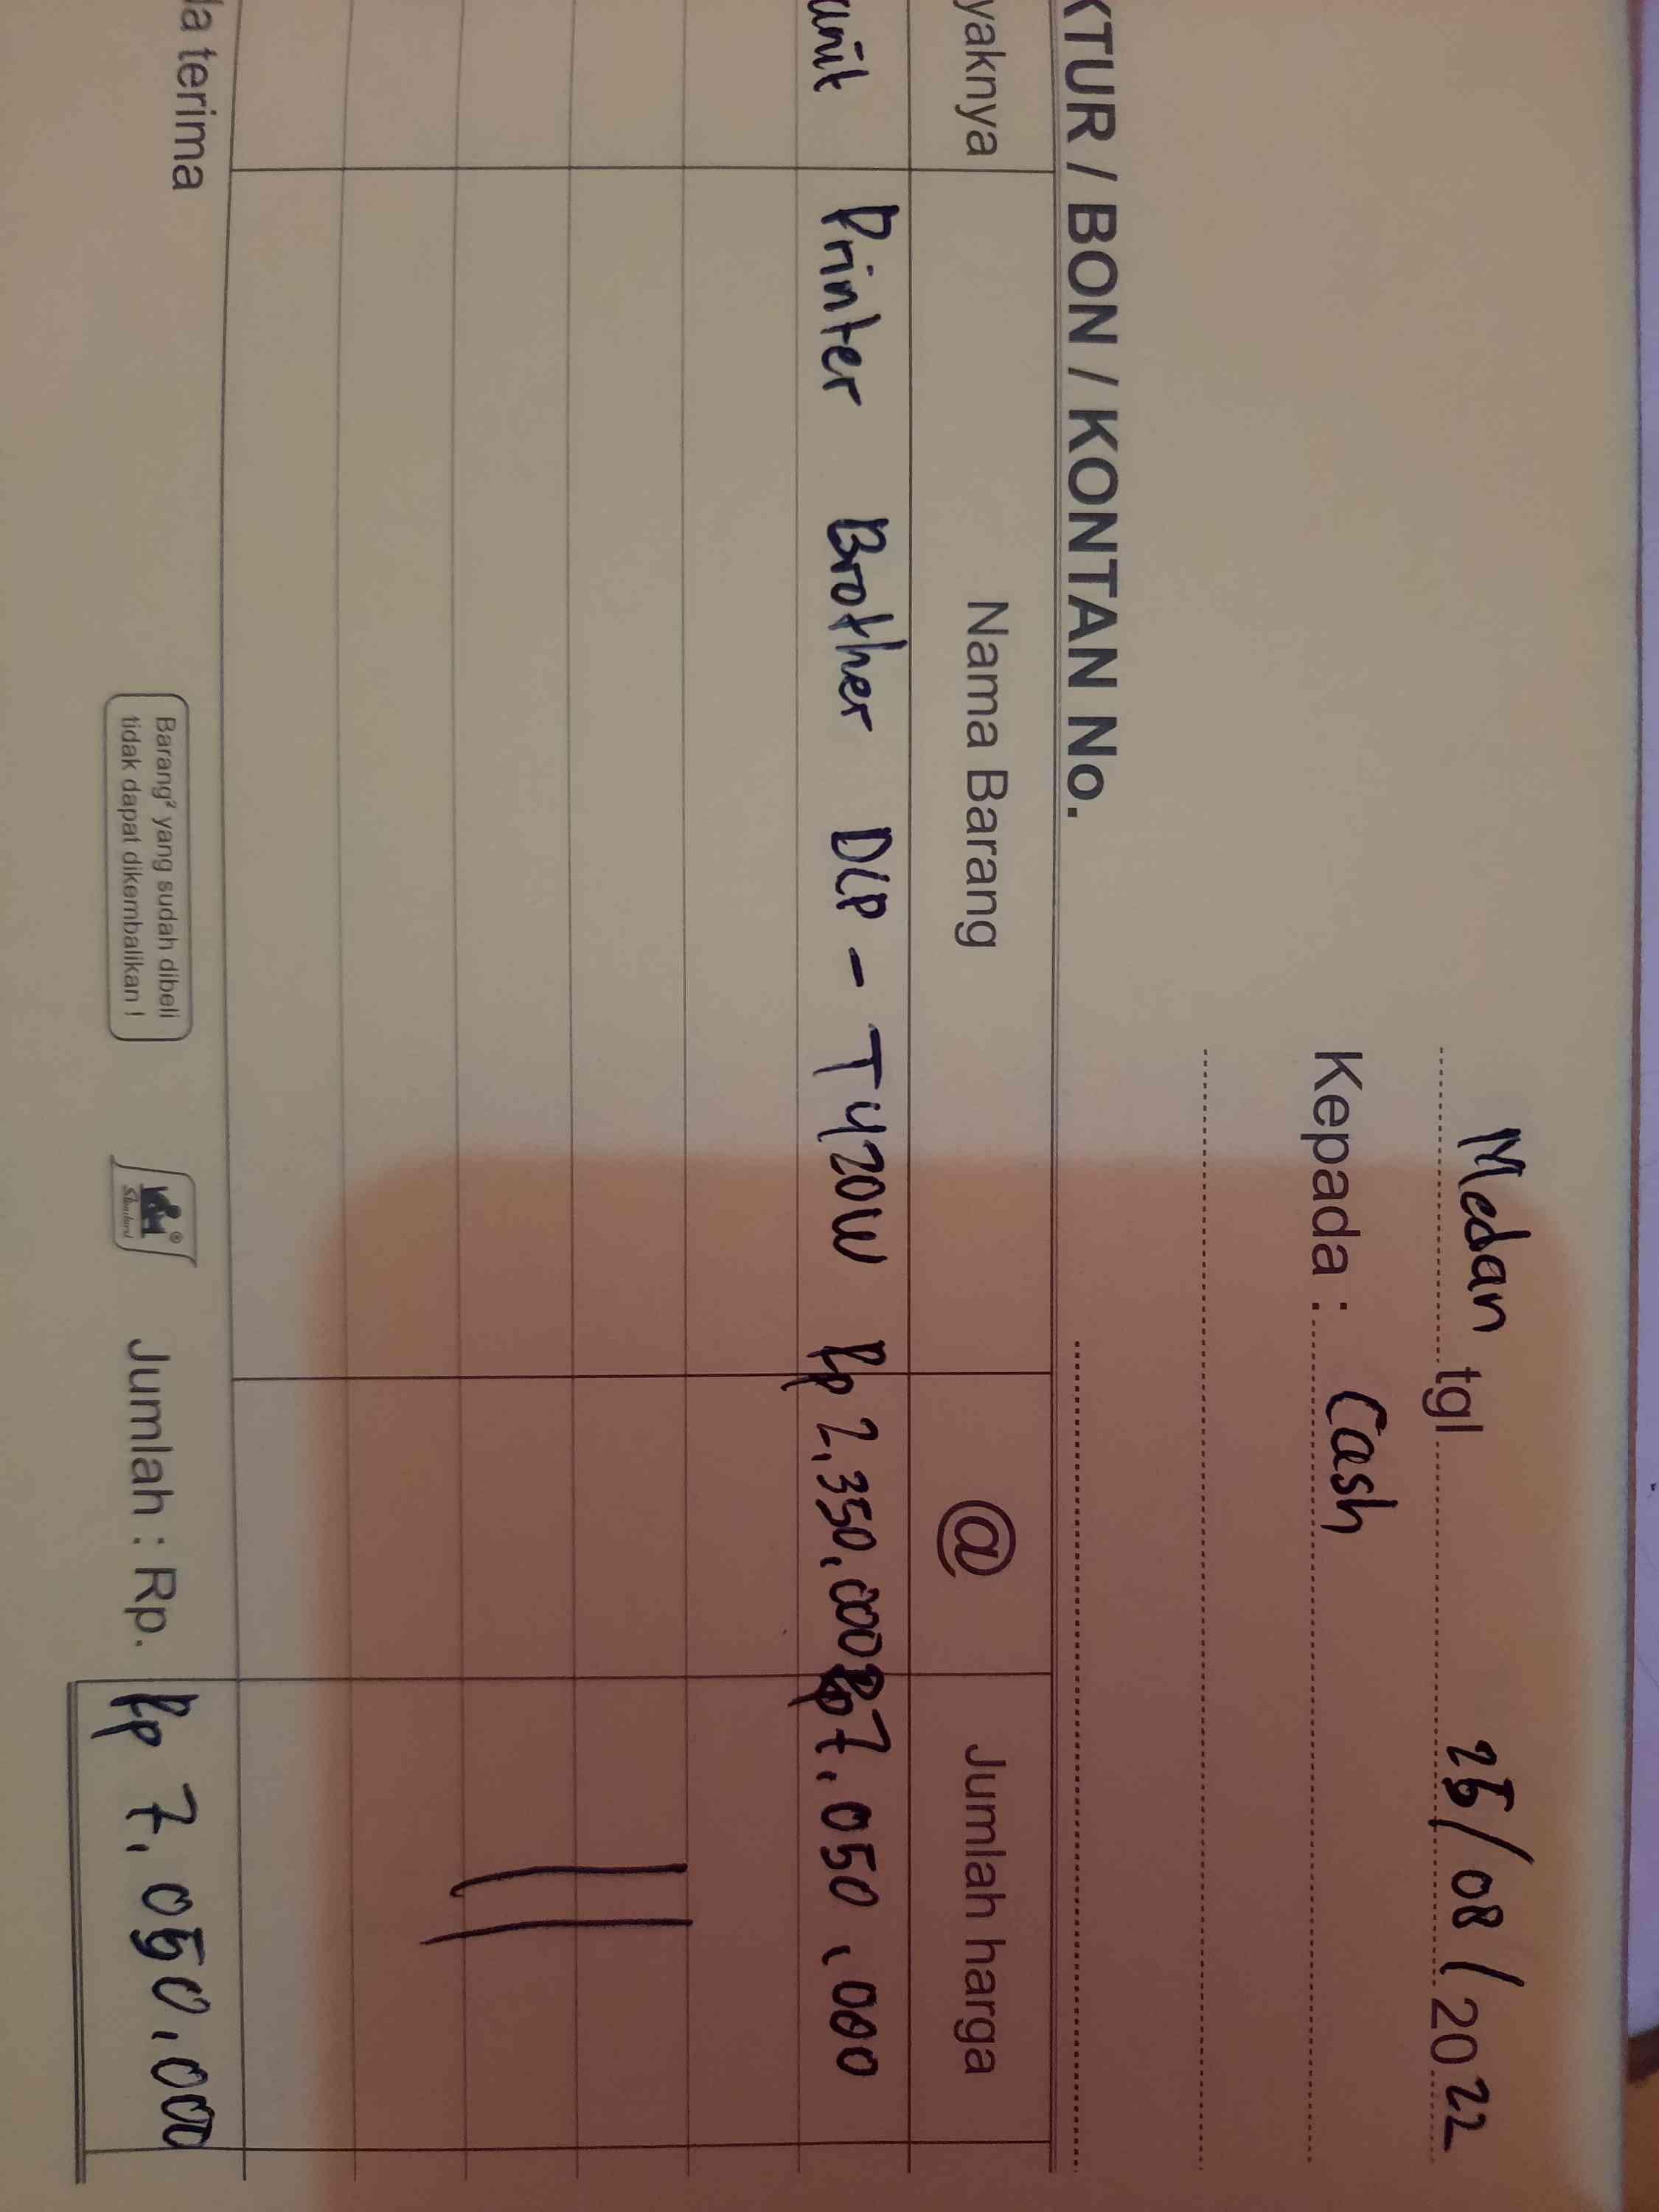 Medan tgl 25/08/2022
Kepada : Cash
KTUR / BON / KONTAN No.
yaknya Nama Barang @ Jumlah harga
unit Printer Brother DCP - T420W Rp 2,350,000 Rp 7.050.000
da terima
Barang² yang sudah dibeli
tidak dapat dikembalikan !
Standard
Jumlah : Rp. Rp 7.050.000